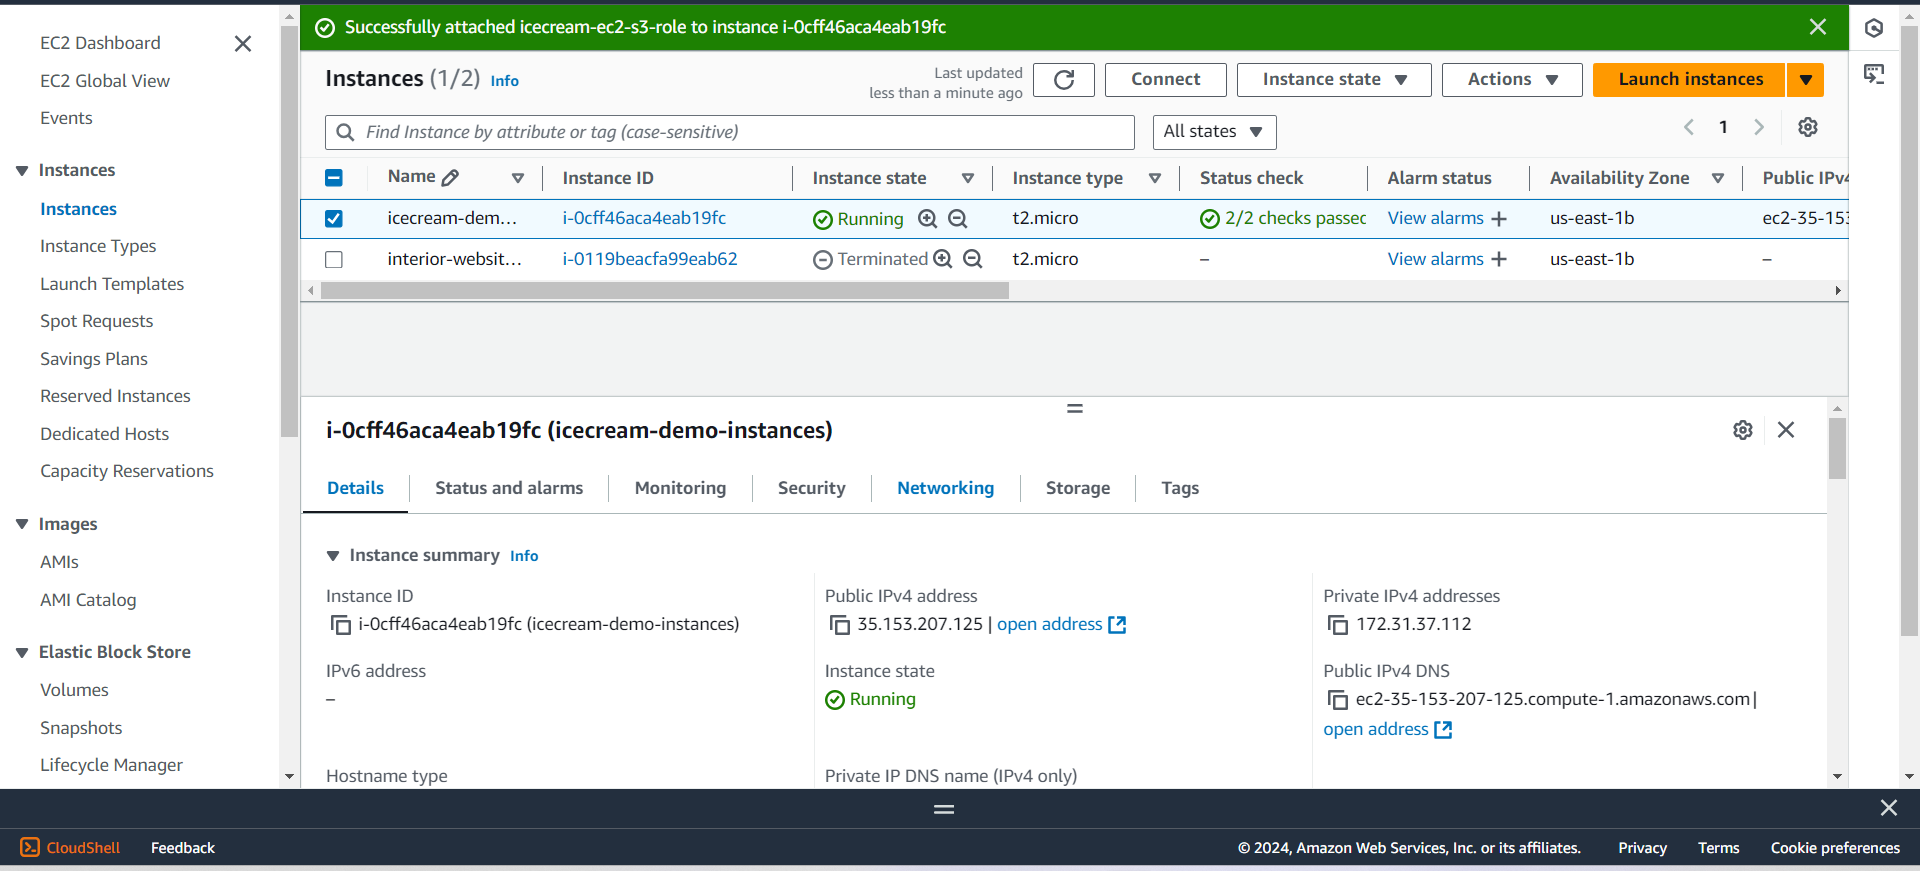 Successfully attached icecream-ec2-s3-role to instance i-0cff46aca4eab19fc
EC2 Dashboard
EC2 Global View
Events
Instances
Instances
Instance Types
Launch Templates
Spot Requests
Savings Plans
Reserved Instances
Dedicated Hosts
Capacity Reservations
Images
AMIs
AMI Catalog
Elastic Block Store
Volumes
Snapshots
Lifecycle Manager
Instances (1/2) Info
Last updated
less than a minute ago
Connect
Instance state
Actions
Launch instances
Find Instance by attribute or tag (case-sensitive)
All states
1
Name Instance ID Instance state Instance type Status check Alarm status Availability Zone Public IPv4
icecream-dem... i-0cff46aca4eab19fc Running t2.micro 2/2 checks passed View alarms + us-east-1b ec2-35-153
interior-websit... i-0119beacfa99eab62 Terminated t2.micro – View alarms + us-east-1b –
i-0cff46aca4eab19fc (icecream-demo-instances)
Details Status and alarms Monitoring Security Networking Storage Tags
Instance summary Info
Instance ID
i-0cff46aca4eab19fc (icecream-demo-instances)
Public IPv4 address
35.153.207.125 | open address
Private IPv4 addresses
172.31.37.112
IPv6 address
–
Instance state
Running
Public IPv4 DNS
ec2-35-153-207-125.compute-1.amazonaws.com |
open address
Hostname type
Private IP DNS name (IPv4 only)
CloudShell Feedback © 2024, Amazon Web Services, Inc. or its affiliates. Privacy Terms Cookie preferences